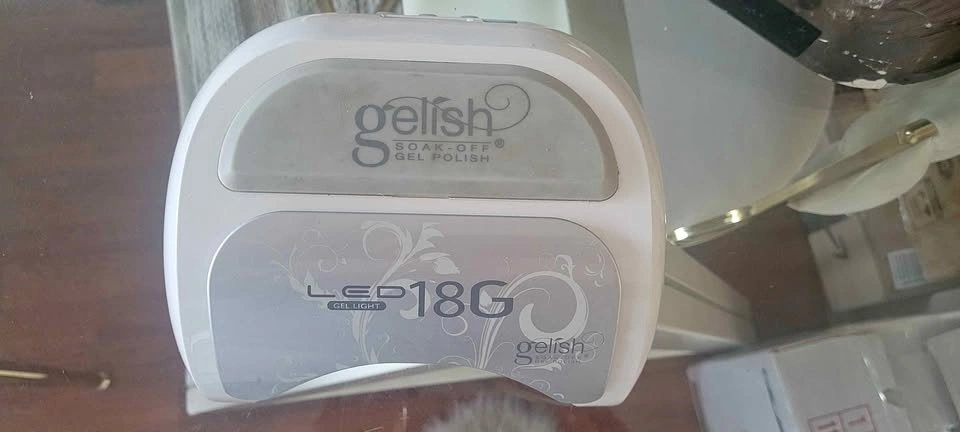 gelish®
SOAK-OFF
GEL POLISH
LED 18G
GEL LIGHT
gelish